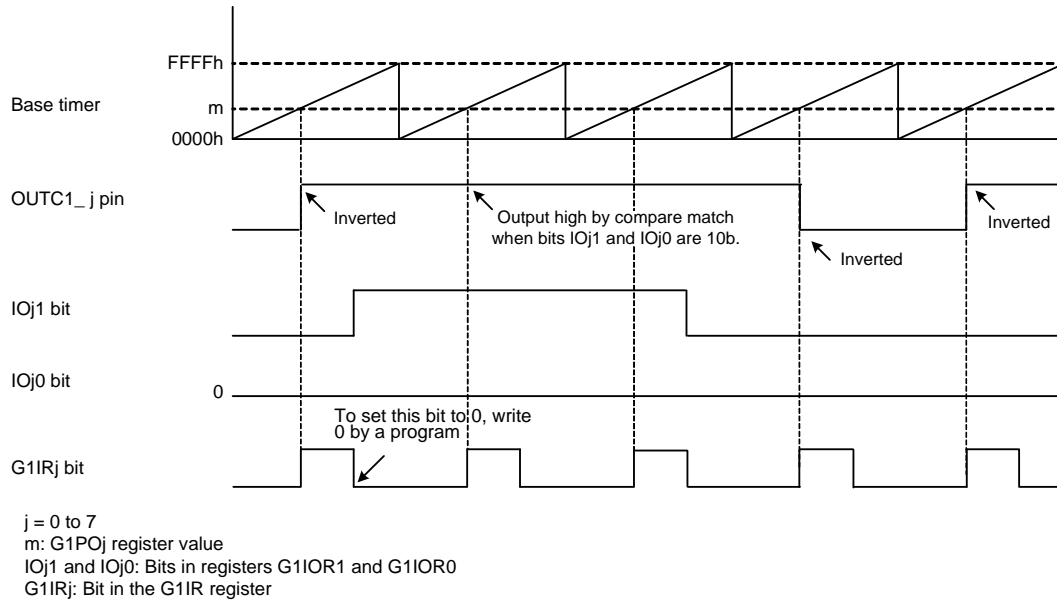 FFFFh
Base timer
m
0000h
OUTC1_ j pin
Inverted
Output high by compare match
when bits IOj1 and IOj0 are 10b.
Inverted
Inverted
IOj1 bit
IOj0 bit
0
To set this bit to 0, write
0 by a program
G1IRj bit
j = 0 to 7
m: G1POj register value
IOj1 and IOj0: Bits in registers G1IOR1 and G1IOR0
G1IRj: Bit in the G1IR register